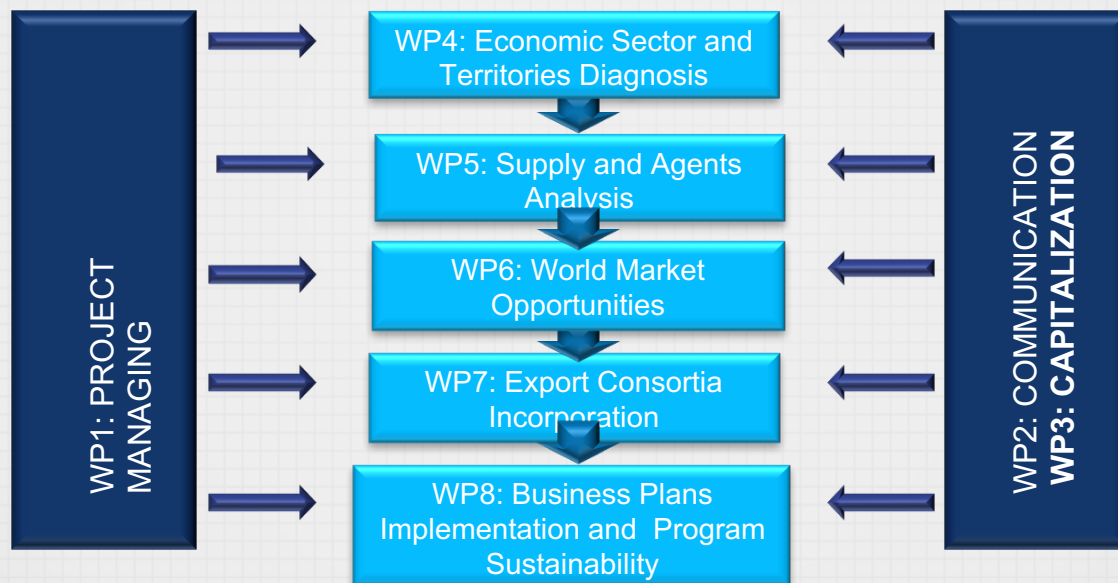 WP1: PROJECT
MANAGING
WP4: Economic Sector and
Territories Diagnosis
WP5: Supply and Agents
Analysis
WP6: World Market
Opportunities
WP7: Export Consortia
Incorporation
WP8: Business Plans
Implementation and  Program
Sustainability
WP2: COMMUNICATION
WP3: CAPITALIZATION